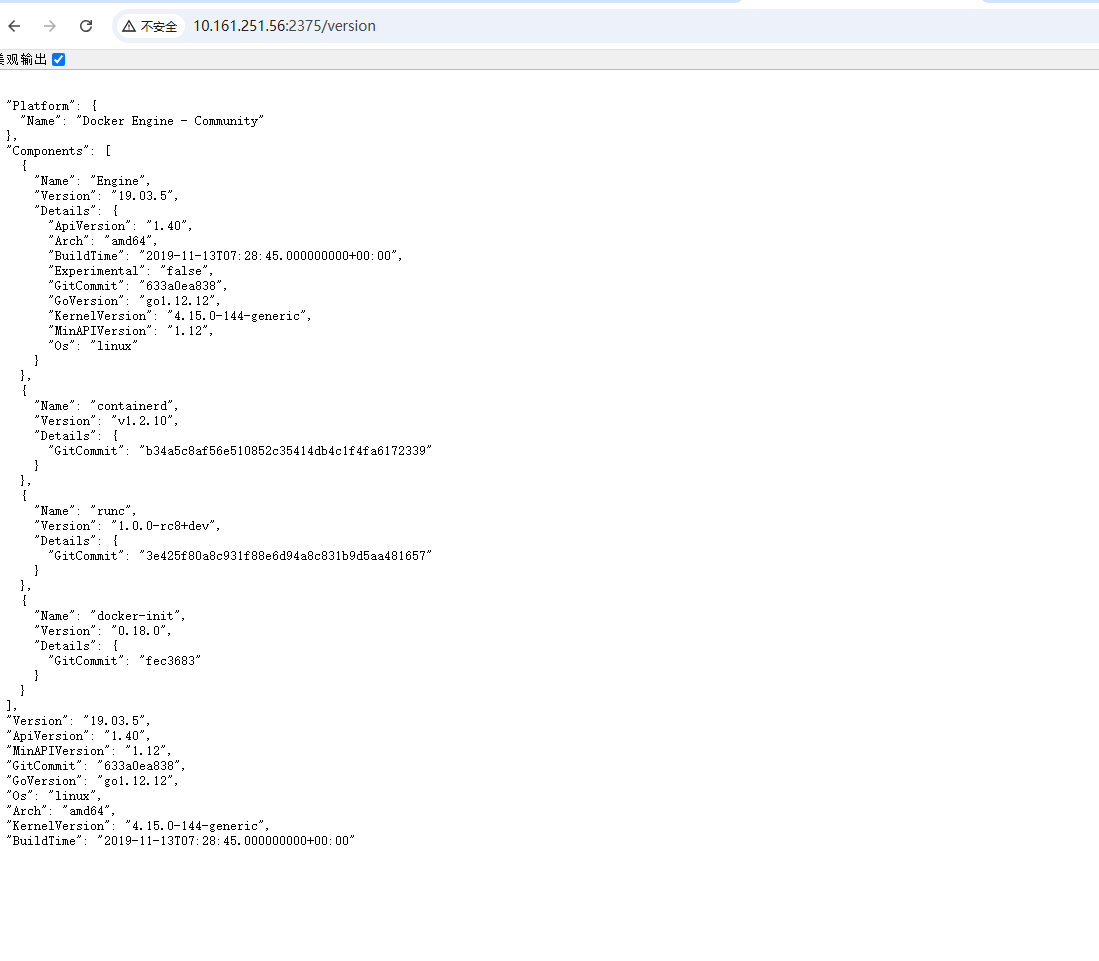 不安全 10.161.251.56:2375/version
美观输出
"Platform": {
"Name": "Docker Engine - Community"
},
"Components": [
{
"Name": "Engine",
"Version": "19.03.5",
"Details": {
"ApiVersion": "1.40",
"Arch": "amd64",
"BuildTime": "2019-11-13T07:28:45.000000000+00:00",
"Experimental": "false",
"GitCommit": "633a0ea838",
"GoVersion": "go1.12.12",
"KernelVersion": "4.15.0-144-generic",
"MinAPIVersion": "1.12",
"Os": "linux"
}
},
{
"Name": "containerd",
"Version": "v1.2.10",
"Details": {
"GitCommit": "b34a5c8af56e510852c35414db4c1f4fa6172339"
}
},
{
"Name": "runc",
"Version": "1.0.0-rc8+dev",
"Details": {
"GitCommit": "3e425f80a8c931f88e6d94a8c831b9d5aa481657"
}
},
{
"Name": "docker-init",
"Version": "0.18.0",
"Details": {
"GitCommit": "fec3683"
}
}
],
"Version": "19.03.5",
"ApiVersion": "1.40",
"MinAPIVersion": "1.12",
"GitCommit": "633a0ea838",
"GoVersion": "go1.12.12",
"Os": "linux",
"Arch": "amd64",
"KernelVersion": "4.15.0-144-generic",
"BuildTime": "2019-11-13T07:28:45.000000000+00:00"